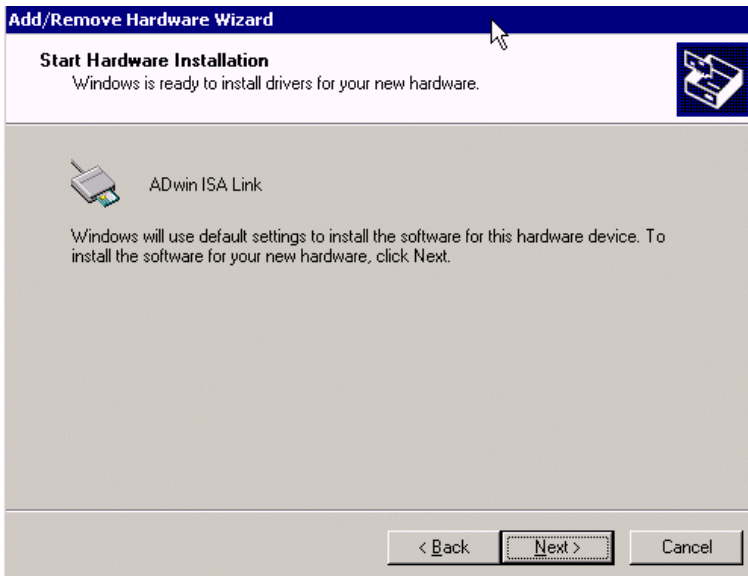 Add/Remove Hardware Wizard
Start Hardware Installation
Windows is ready to install drivers for your new hardware.
ADwin ISA Link
Windows will use default settings to install the software for this hardware device. To
install the software for your new hardware, click Next.
< Back
Next >
Cancel